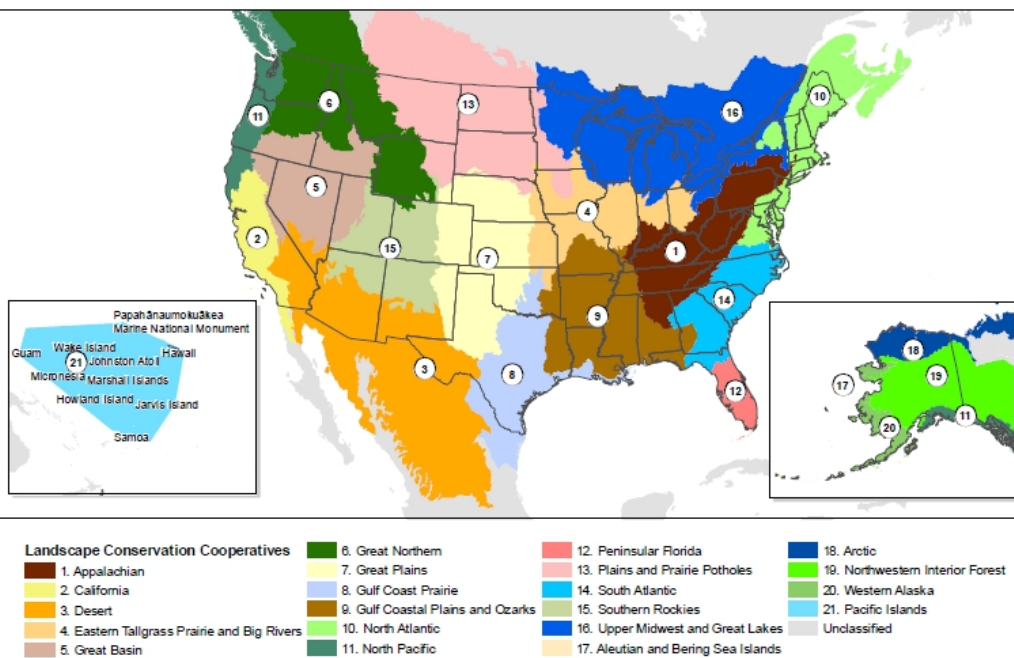 6
13
11
16
10
5
4
2
15
1
7
14
9
3
8
12
Papahānaumokuākea
Marine National Monument
Guam
Wake Island
Hawaii
21
Johnston Atoll
Micronesia
Marshall Islands
Howland Island
Jarvis Island
Samoa
18
19
17
11
20
Landscape Conservation Cooperatives
1. Appalachian
2. California
3. Desert
4. Eastern Tallgrass Prairie and Big Rivers
5. Great Basin
6. Great Northern
7. Great Plains
8. Gulf Coast Prairie
9. Gulf Coastal Plains and Ozarks
10. North Atlantic
11. North Pacific
12. Peninsular Florida
13. Plains and Prairie Potholes
14. South Atlantic
15. Southern Rockies
16. Upper Midwest and Great Lakes
17. Aleutian and Bering Sea Islands
18. Arctic
19. Northwestern Interior Forest
20. Western Alaska
21. Pacific Islands
Unclassified